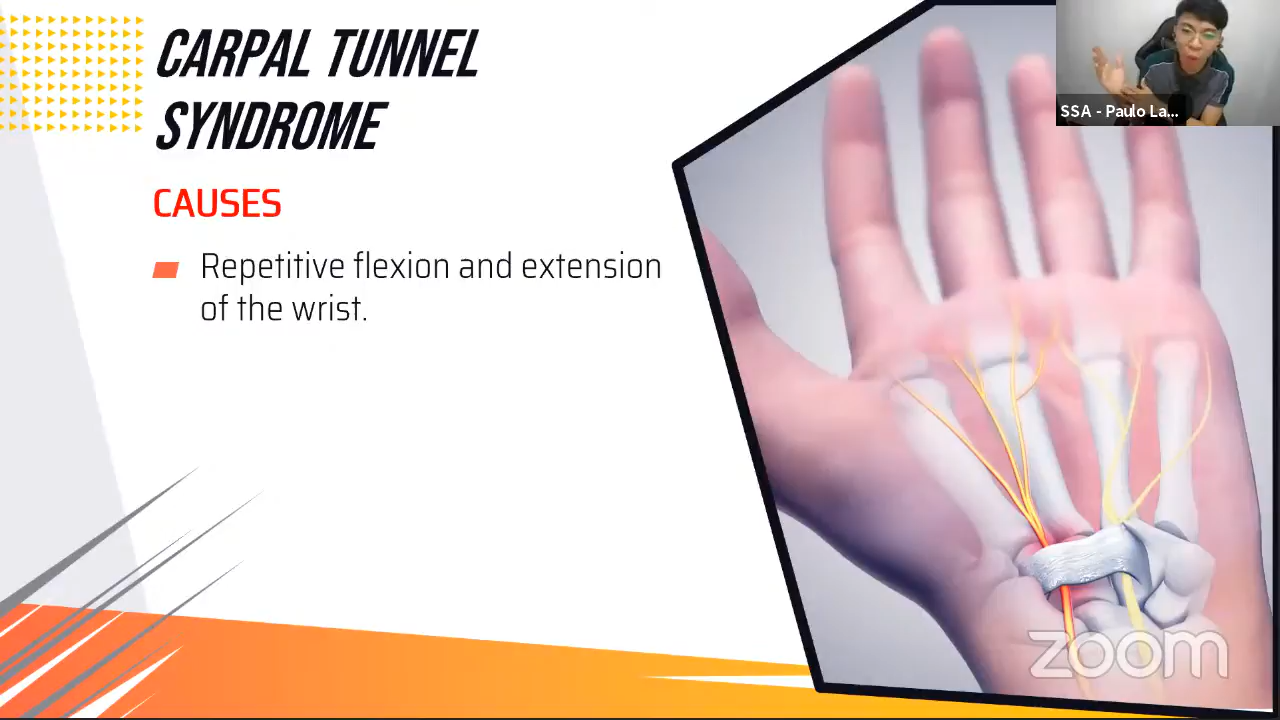 CARPAL TUNNEL
SYNDROME
CAUSES
Repetitive flexion and extension
of the wrist.
SSA - Paulo La...
zoom